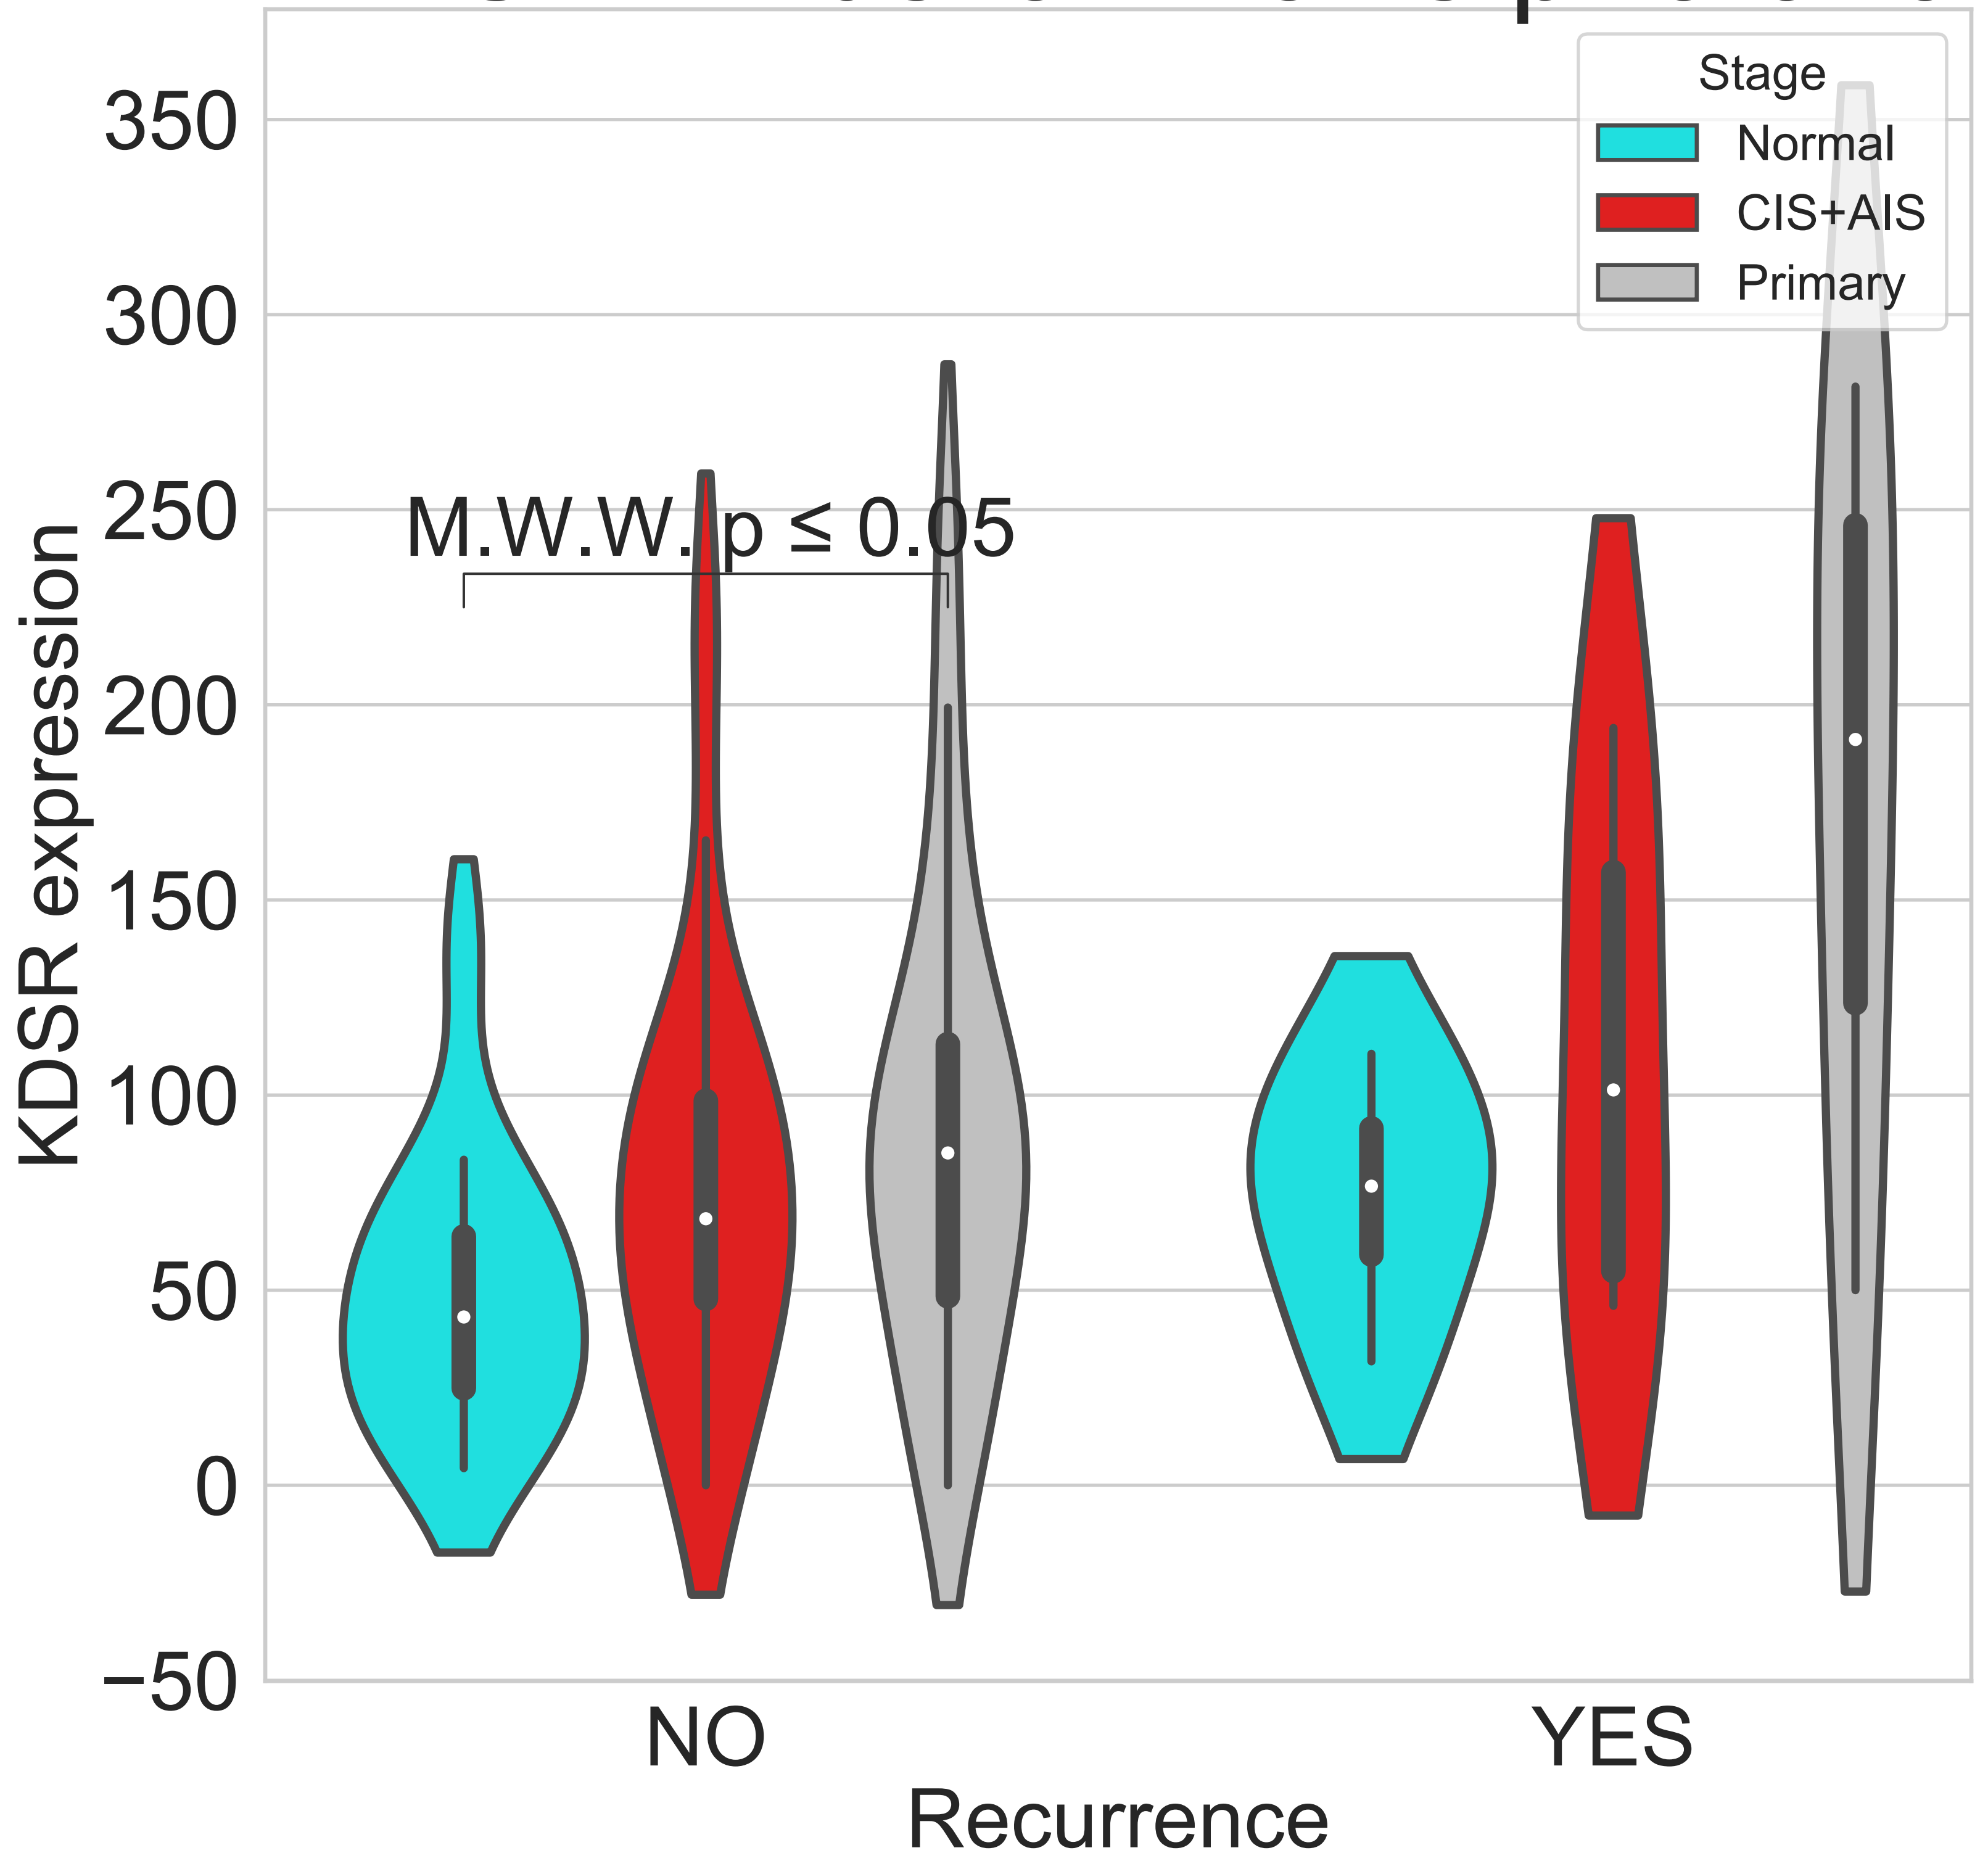 Stage
Normal
CIS+AIS
Primary
350
300
250
200
150
100
50
0
−50
KDSR expression
M.W.W. p ≤ 0.05
NO
YES
Recurrence